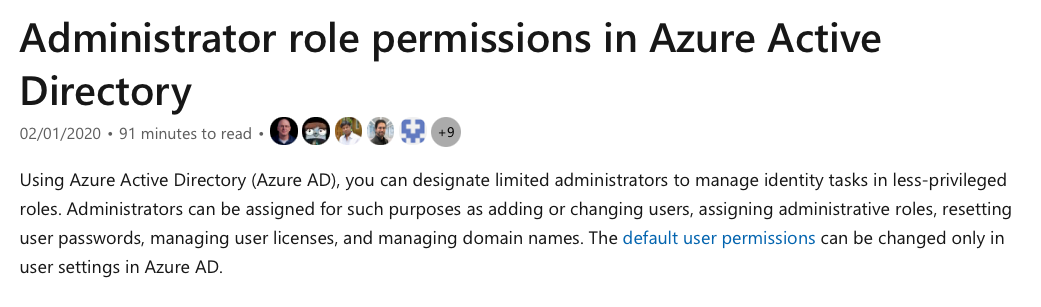 Administrator role permissions in Azure Active
Directory
02/01/2020 • 91 minutes to read • +9
Using Azure Active Directory (Azure AD), you can designate limited administrators to manage identity tasks in less-privileged
roles. Administrators can be assigned for such purposes as adding or changing users, assigning administrative roles, resetting
user passwords, managing user licenses, and managing domain names. The default user permissions can be changed only in
user settings in Azure AD.